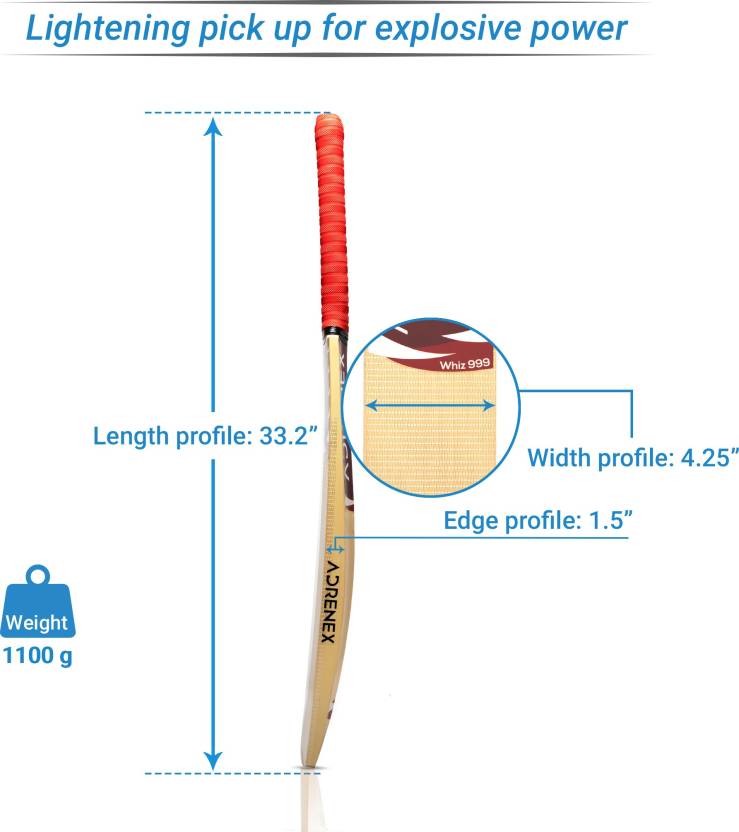 Lightening pick up for explosive power
Whiz 999
Length profile: 33.2”
Width profile: 4.25”
Edge profile: 1.5”
ADRENEX
Weight
1100 g